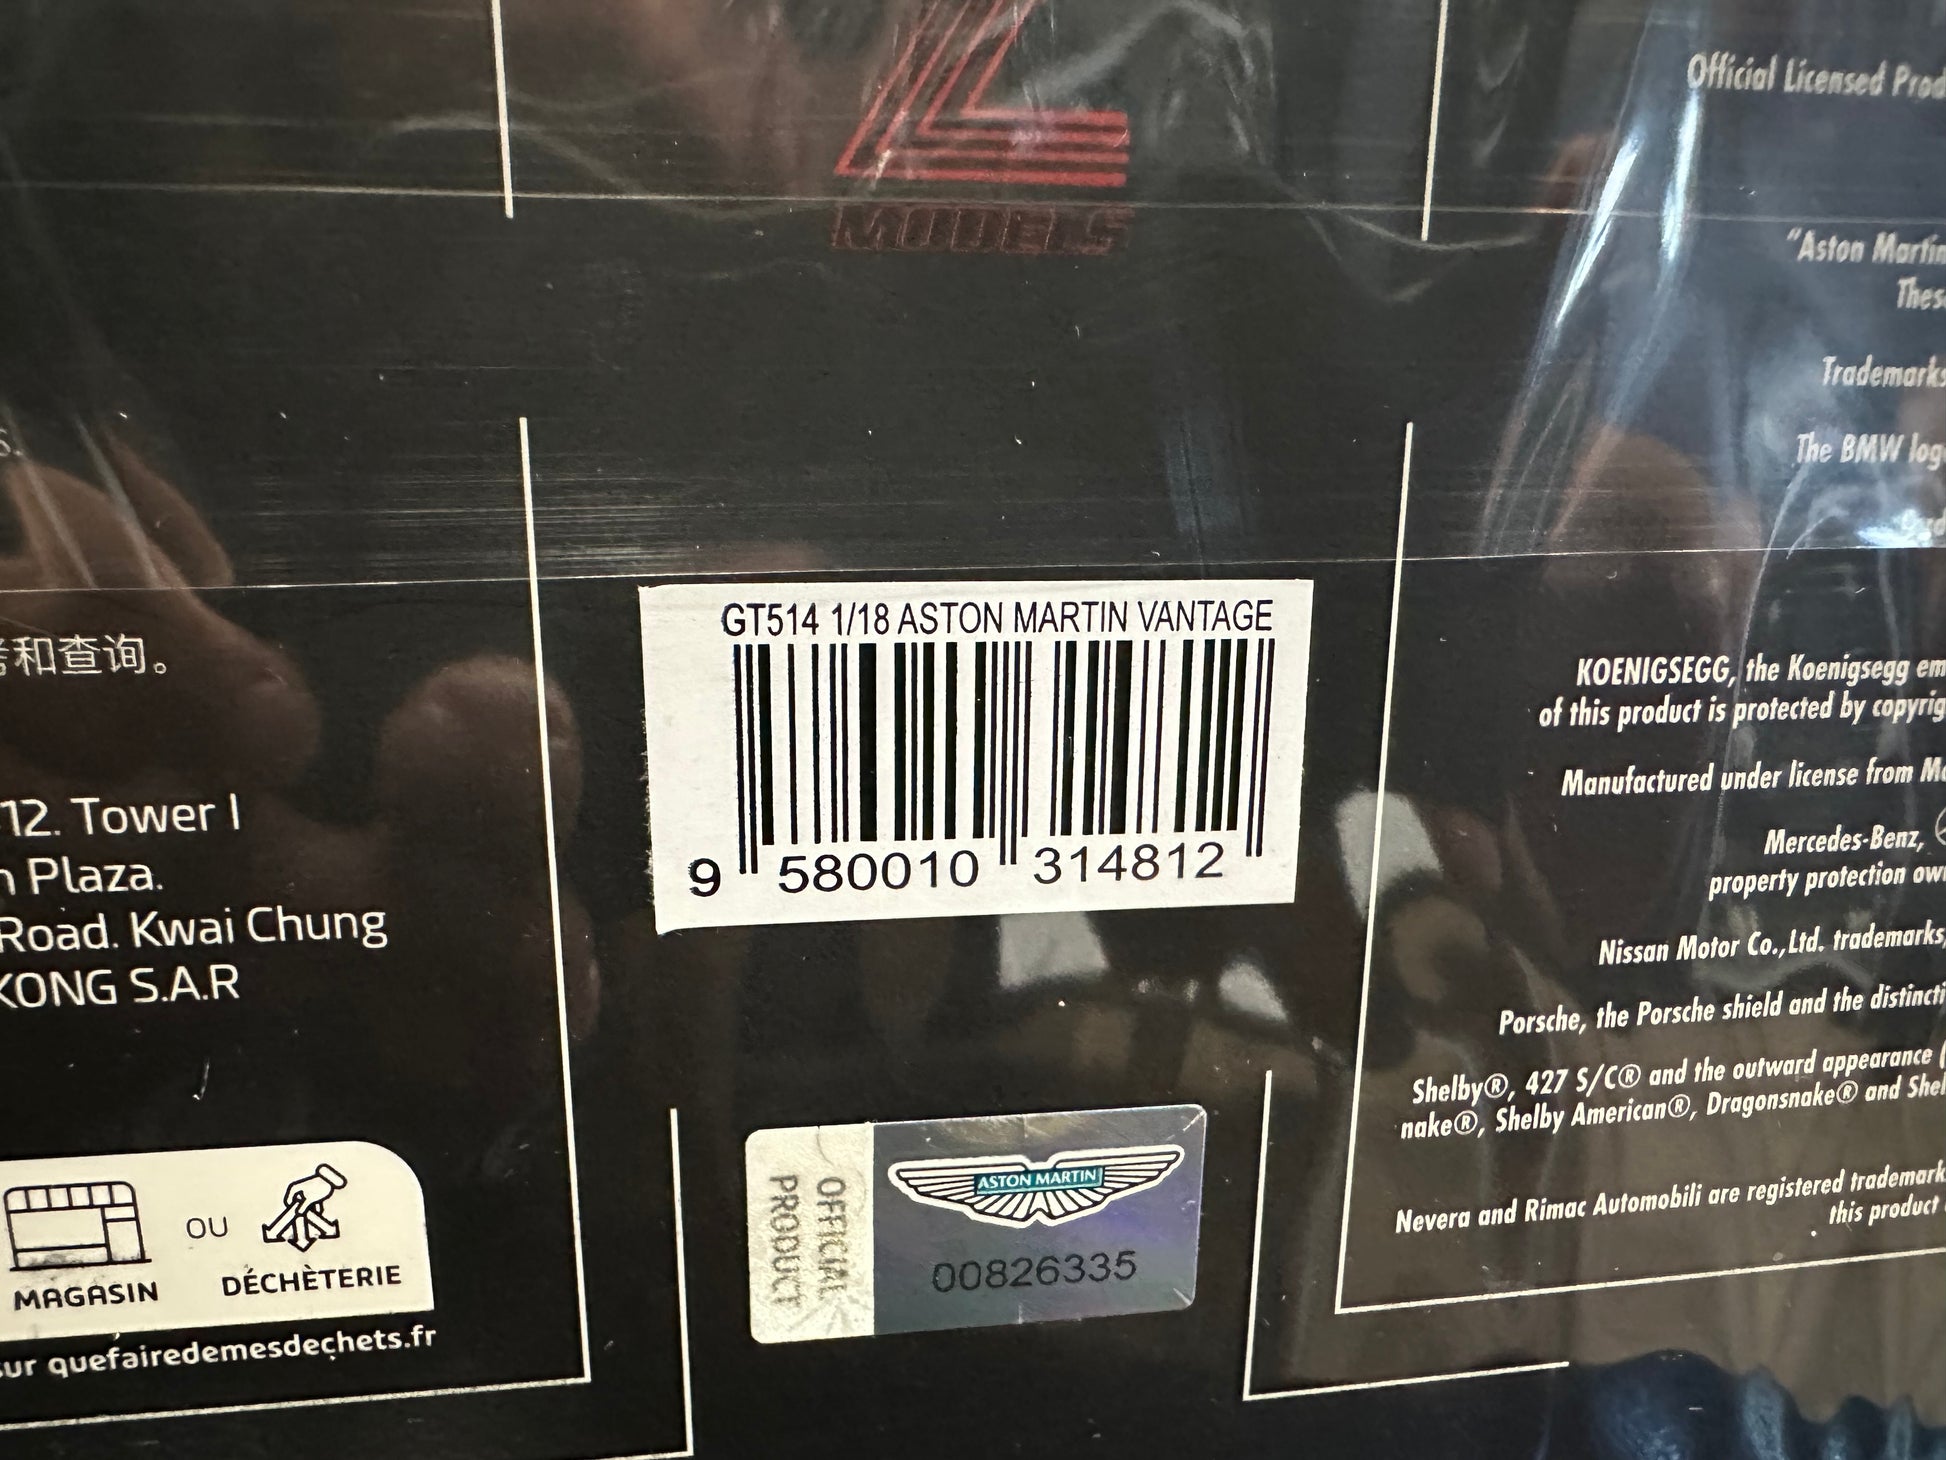 MODELS
Official Licensed Prod
"Aston Martin
These
Trademarks
The BMW log
和查询。
12. Tower I
Plaza.
Road. Kwai Chung
KONG S.A.R
MAGASIN
OU
DÉCHÈTERIE
sur quefairedemesdechets.fr
GT514 1/18 ASTON MARTIN VANTAGE
9 580010 314812
OFFICIAL
PRODUCT
ASTON MARTIN
00826335
KOENIGSEGG, the Koenigsegg em
of this product is protected by copyrig
Manufactured under license from Mc
Mercedes-Benz,
property protection ow
Nissan Motor Co.,Ltd. trademarks,
Porsche, the Porsche shield and the distincti
Shelby®, 427 S/C® and the outward appearance (
nake®, Shelby American®, Dragonsnake® and Shel
Nevera and Rimac Automobili are registered trademark
this product